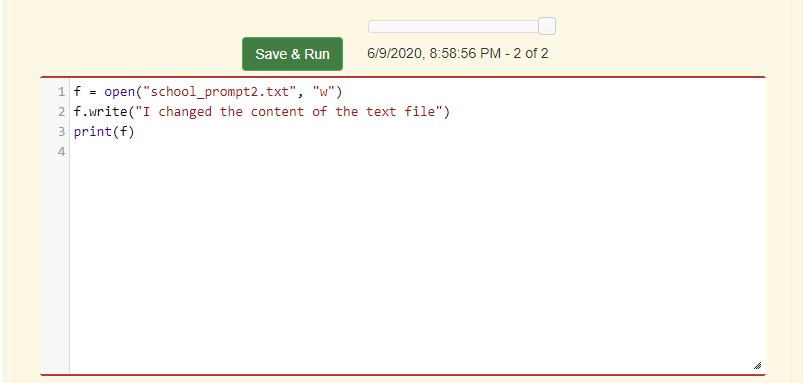 Save & Run
6/9/2020, 8:58:56 PM - 2 of 2
1 f = open("school_prompt2.txt", "w")
2 f.write("I changed the content of the text file")
3 print(f)
4